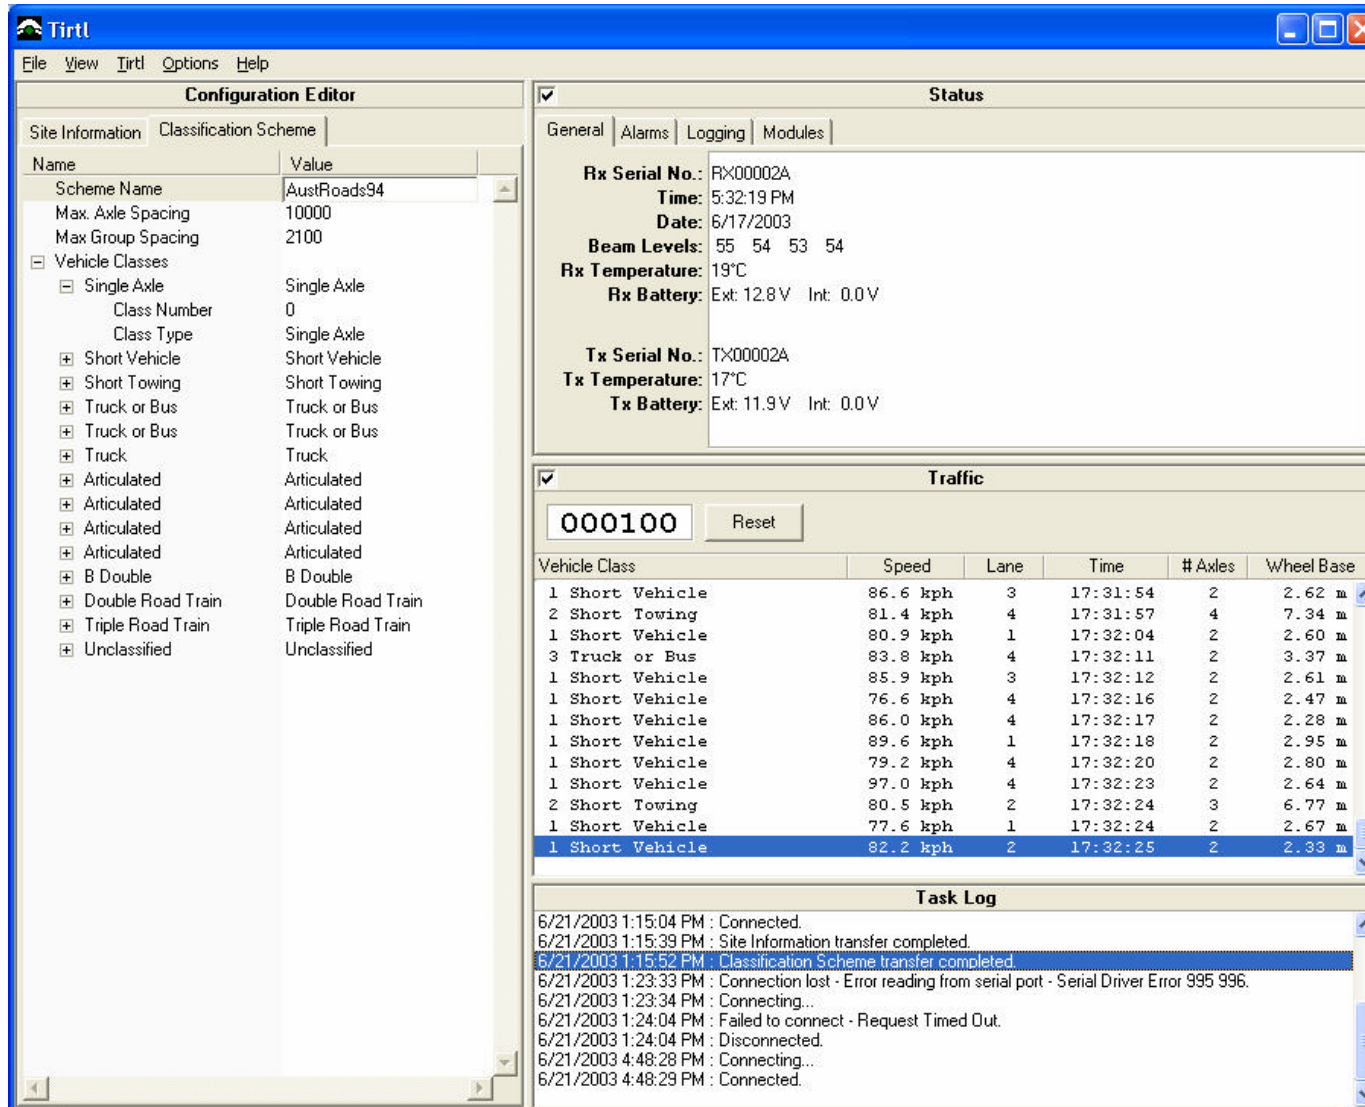 Tirtl
File View Tirtl Options Help
Configuration Editor
Site Information Classification Scheme
Name Value
Scheme Name AustRoads94
Max. Axle Spacing 10000
Max Group Spacing 2100
Vehicle Classes
Single Axle Single Axle
Class Number 0
Class Type Single Axle
Short Vehicle Short Vehicle
Short Towing Short Towing
Truck or Bus Truck or Bus
Truck or Bus Truck or Bus
Truck Truck
Articulated Articulated
Articulated Articulated
Articulated Articulated
Articulated Articulated
B Double B Double
Double Road Train Double Road Train
Triple Road Train Triple Road Train
Unclassified Unclassified
Status
General Alarms Logging Modules
Rx Serial No.: RX00002A
Time: 5:32:19 PM
Date: 6/17/2003
Beam Levels: 55 54 53 54
Rx Temperature: 19°C
Rx Battery: Ext: 12.8 V Int: 0.0 V
Tx Serial No.: TX00002A
Tx Temperature: 17°C
Tx Battery: Ext: 11.9 V Int: 0.0 V
Traffic
000100 Reset
Vehicle Class Speed Lane Time # Axles Wheel Base
1 Short Vehicle 86.6 kph 3 17:31:54 2 2.62 m
2 Short Towing 81.4 kph 4 17:31:57 4 7.34 m
1 Short Vehicle 80.9 kph 1 17:32:04 2 2.60 m
3 Truck or Bus 83.8 kph 4 17:32:11 2 3.37 m
1 Short Vehicle 85.9 kph 3 17:32:12 2 2.61 m
1 Short Vehicle 76.6 kph 4 17:32:16 2 2.47 m
1 Short Vehicle 86.0 kph 4 17:32:17 2 2.28 m
1 Short Vehicle 89.6 kph 1 17:32:18 2 2.95 m
1 Short Vehicle 79.2 kph 4 17:32:20 2 2.80 m
1 Short Vehicle 97.0 kph 4 17:32:23 2 2.64 m
2 Short Towing 80.5 kph 2 17:32:24 3 6.77 m
1 Short Vehicle 77.6 kph 1 17:32:24 2 2.67 m
1 Short Vehicle 82.2 kph 2 17:32:25 2 2.33 m
Task Log
6/21/2003 1:15:04 PM : Connected.
6/21/2003 1:15:39 PM : Site Information transfer completed.
6/21/2003 1:15:52 PM : Classification Scheme transfer completed.
6/21/2003 1:23:33 PM : Connection lost - Error reading from serial port - Serial Driver Error 995 996.
6/21/2003 1:23:34 PM : Connecting...
6/21/2003 1:24:04 PM : Failed to connect - Request Timed Out.
6/21/2003 1:24:04 PM : Disconnected.
6/21/2003 4:48:28 PM : Connecting...
6/21/2003 4:48:29 PM : Connected.